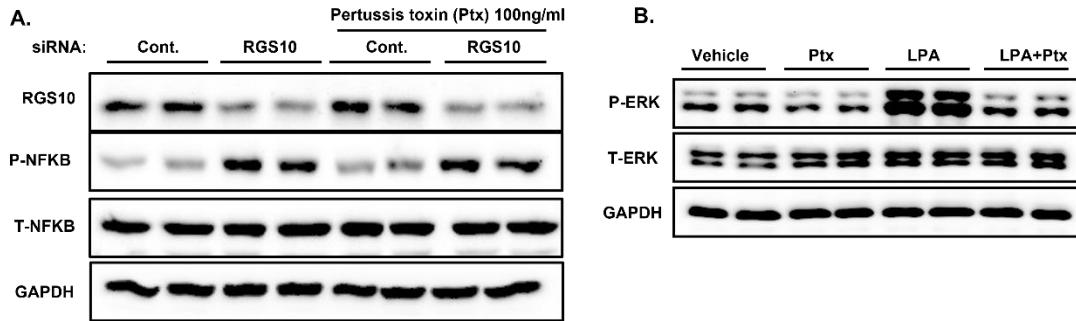 A.
Pertussis toxin (Ptx) 100ng/ml
siRNA: Cont. RGS10 Cont. RGS10
RGS10
P-NFKB
T-NFKB
GAPDH
B.
Vehicle Ptx LPA LPA+Ptx
P-ERK
T-ERK
GAPDH